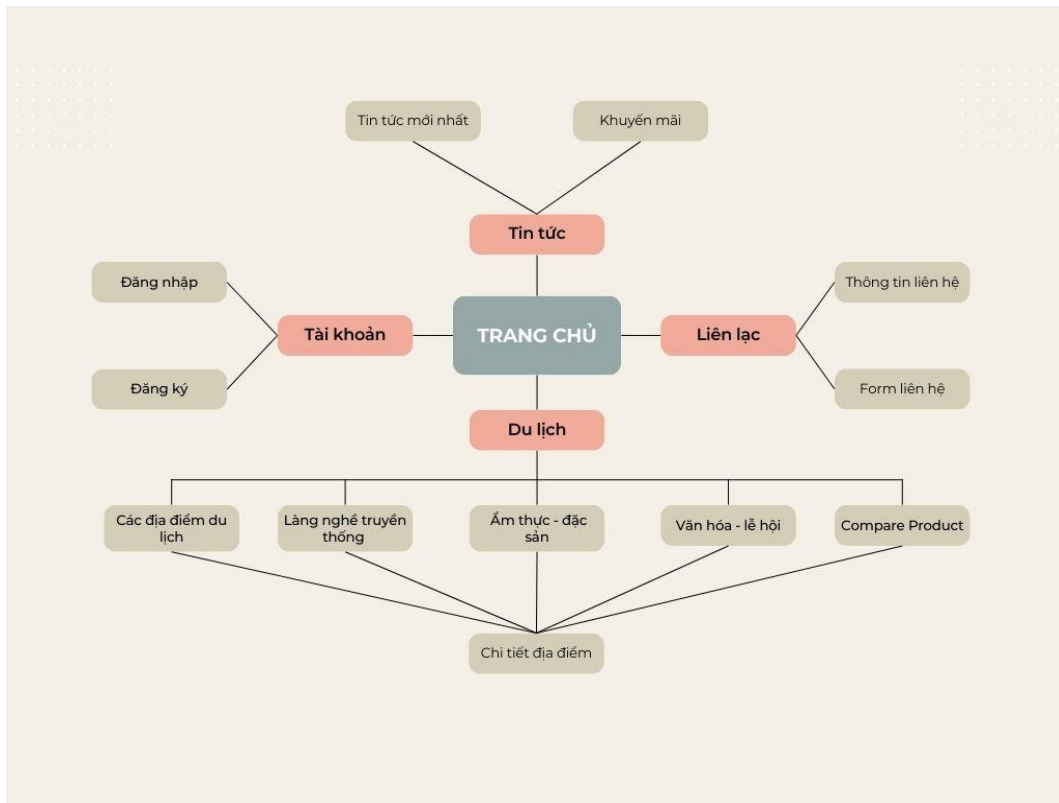 Tin tức mới nhất
Khuyến mãi
Tin tức
Đăng nhập
Thông tin liên hệ
Tài khoản
TRANG CHỦ
Liên lạc
Đăng ký
Form liên hệ
Du lịch
Các địa điểm du
lịch
Làng nghề truyền
thống
Ẩm thực - đặc
sản
Văn hóa - lễ hội
Compare Product
Chi tiết địa điểm